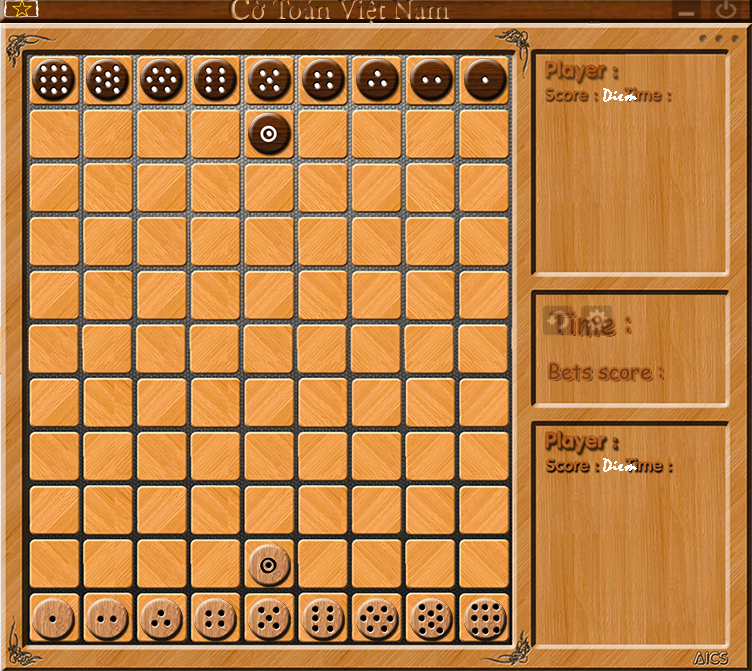 Cờ Toán Việt Nam
Player :
Score : Diem Time :
Time :
Bets score :
Player :
Score : Diem Time :
AICS